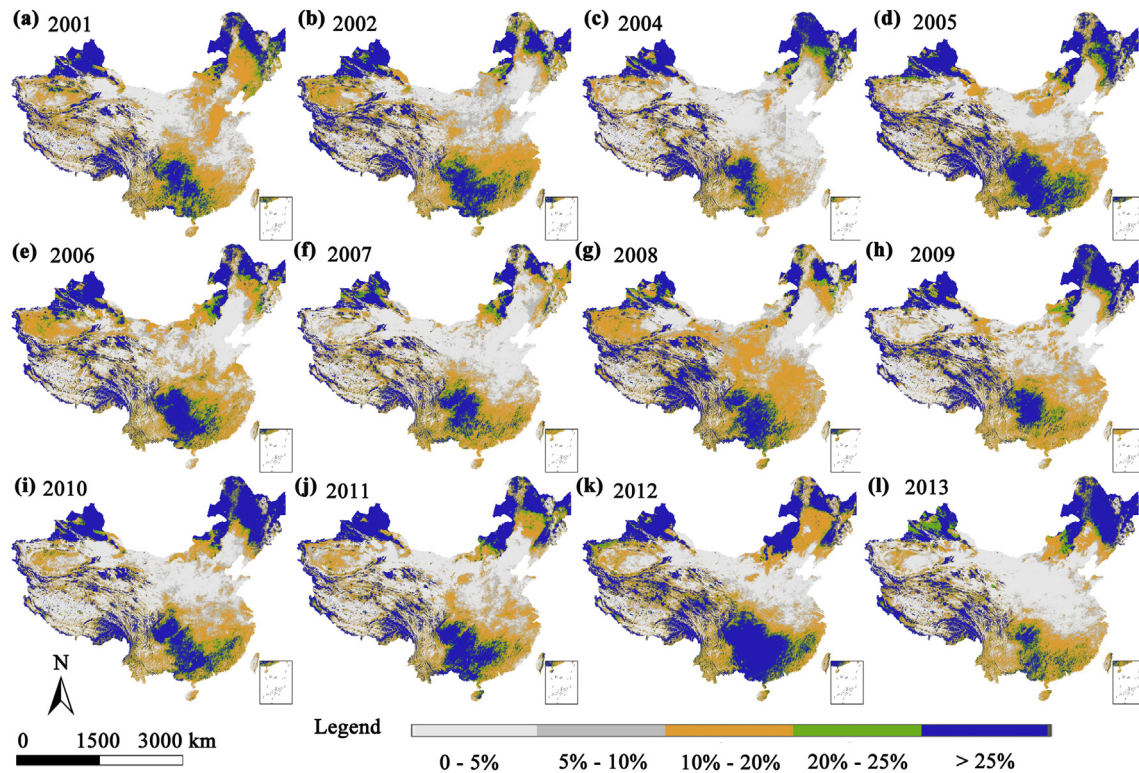 (a) 2001
(b) 2002
(c) 2004
(d) 2005
(e) 2006
(f) 2007
(g) 2008
(h) 2009
(i) 2010
(j) 2011
(k) 2012
(l) 2013
N
0 1500 3000 km
Legend
0 - 5% 5% - 10% 10% - 20% 20% - 25% > 25%